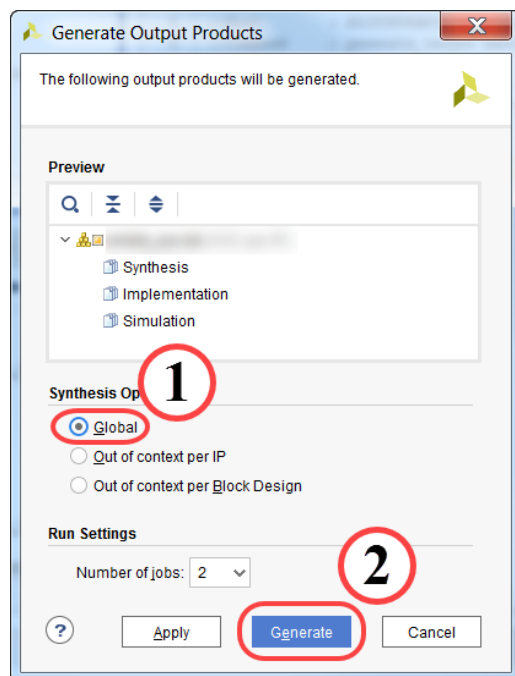 Generate Output Products
The following output products will be generated.
Preview
Synthesis
Implementation
Simulation
1
Synthesis Op
Global
Out of context per IP
Out of context per Block Design
Run Settings
2
Number of jobs: 2
? Apply Generate Cancel